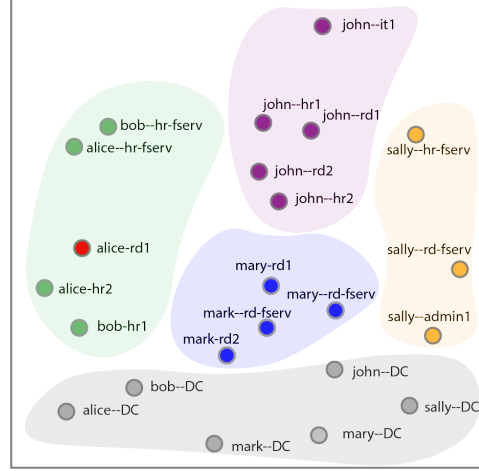 john--it1
john--hr1
john--rd1
bob--hr-fserv
alice--hr-fserv
sally--hr-fserv
john--rd2
john--hr2
alice-rd1
sally--rd-fserv
mary-rd1
alice-hr2
mary--rd-fserv
mark--rd-fserv
sally--admin1
bob-hr1
mark-rd2
john--DC
bob--DC
alice--DC
sally--DC
mary--DC
mark--DC